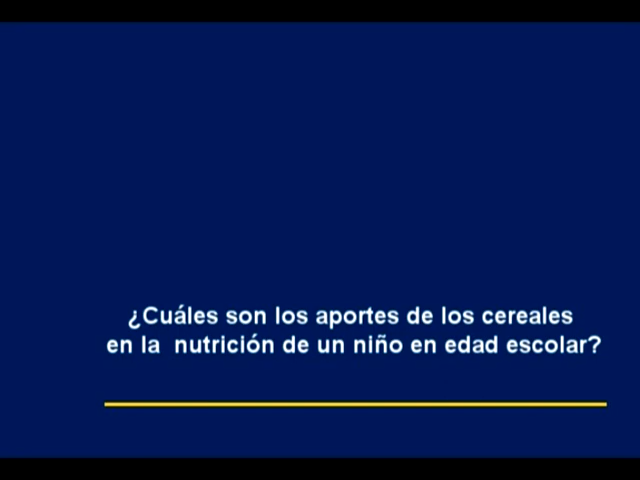 ¿Cuáles son los aportes de los cereales
en la nutrición de un niño en edad escolar?